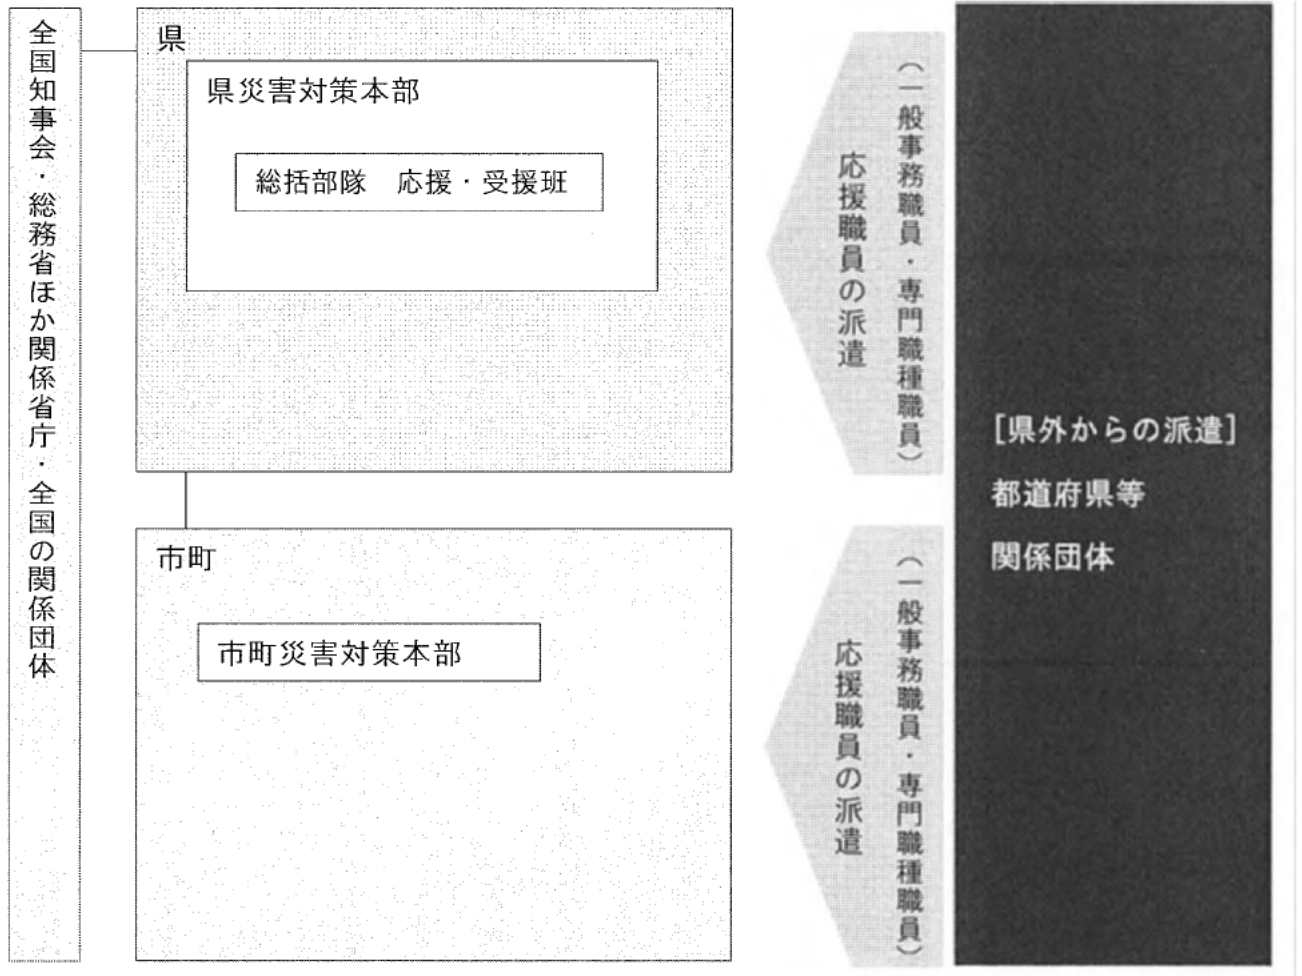 全国知事会・総務省ほか関係省庁・全国の関係団体
県
県災害対策本部
総括部隊　応援・受援班
市町
市町災害対策本部
応援職員の派遣
（一般事務職員・専門職種職員）
応援職員の派遣
（一般事務職員・専門職種職員）
[県外からの派遣]
都道府県等
関係団体